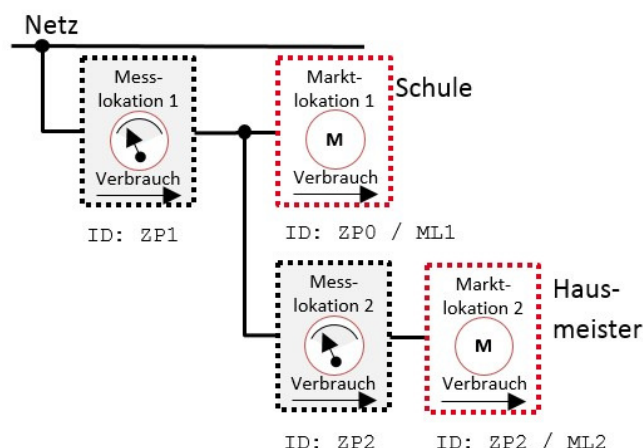 Netz
Mess-
lokation 1
Verbrauch
ID: ZP1
Markt-
lokation 1
M
Verbrauch
Schule
ID: ZP0 / ML1
Mess-
lokation 2
Verbrauch
ID: ZP2
Markt-
lokation 2
M
Verbrauch
Haus-
meister
ID: ZP2 / ML2